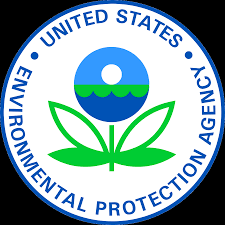 UNITED STATES
ENVIRONMENTAL PROTECTION AGENCY